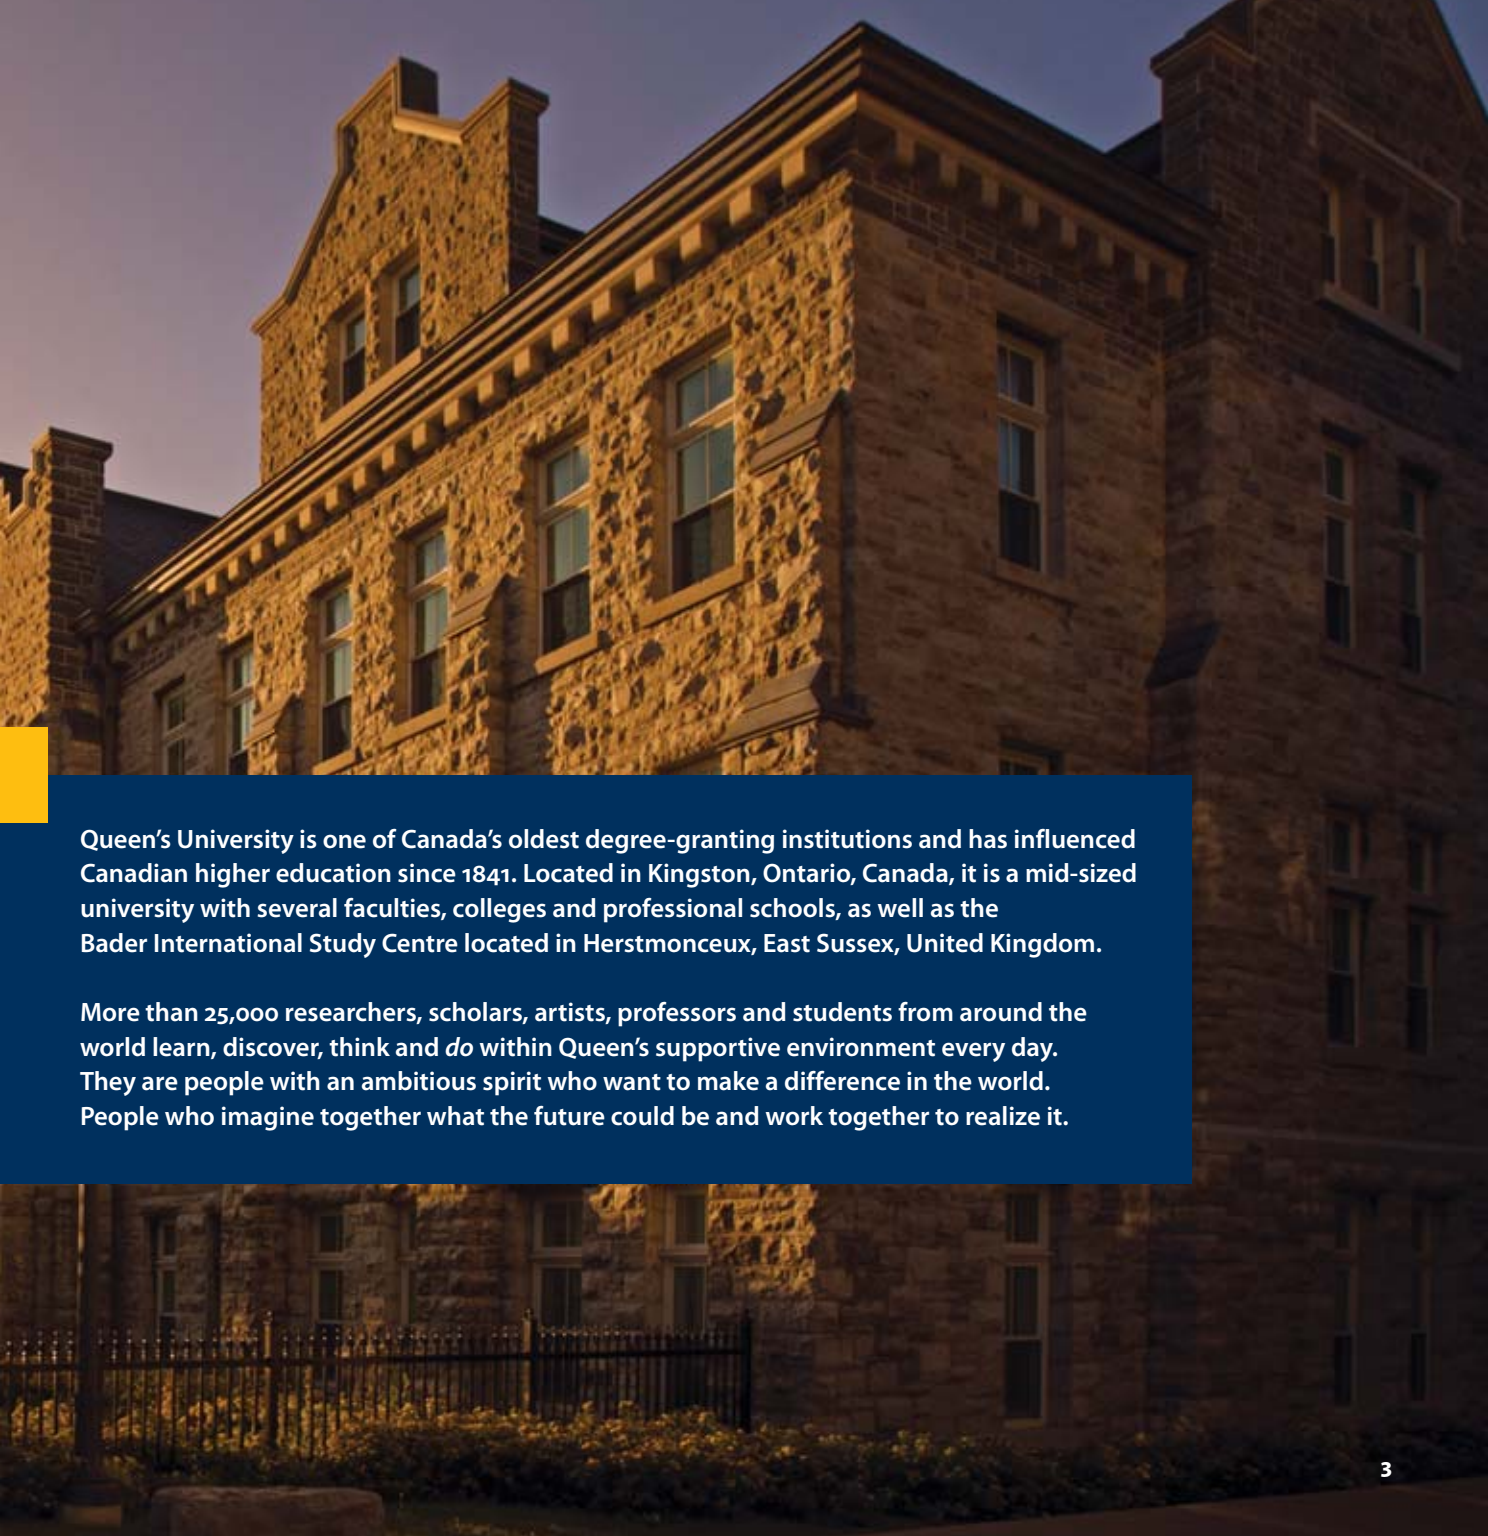 Queen’s University is one of Canada’s oldest degree-granting institutions and has influenced
Canadian higher education since 1841. Located in Kingston, Ontario, Canada, it is a mid-sized
university with several faculties, colleges and professional schools, as well as the
Bader International Study Centre located in Herstmonceux, East Sussex, United Kingdom.
More than 25,000 researchers, scholars, artists, professors and students from around the
world learn, discover, think and do within Queen’s supportive environment every day.
They are people with an ambitious spirit who want to make a difference in the world.
People who imagine together what the future could be and work together to realize it.
3